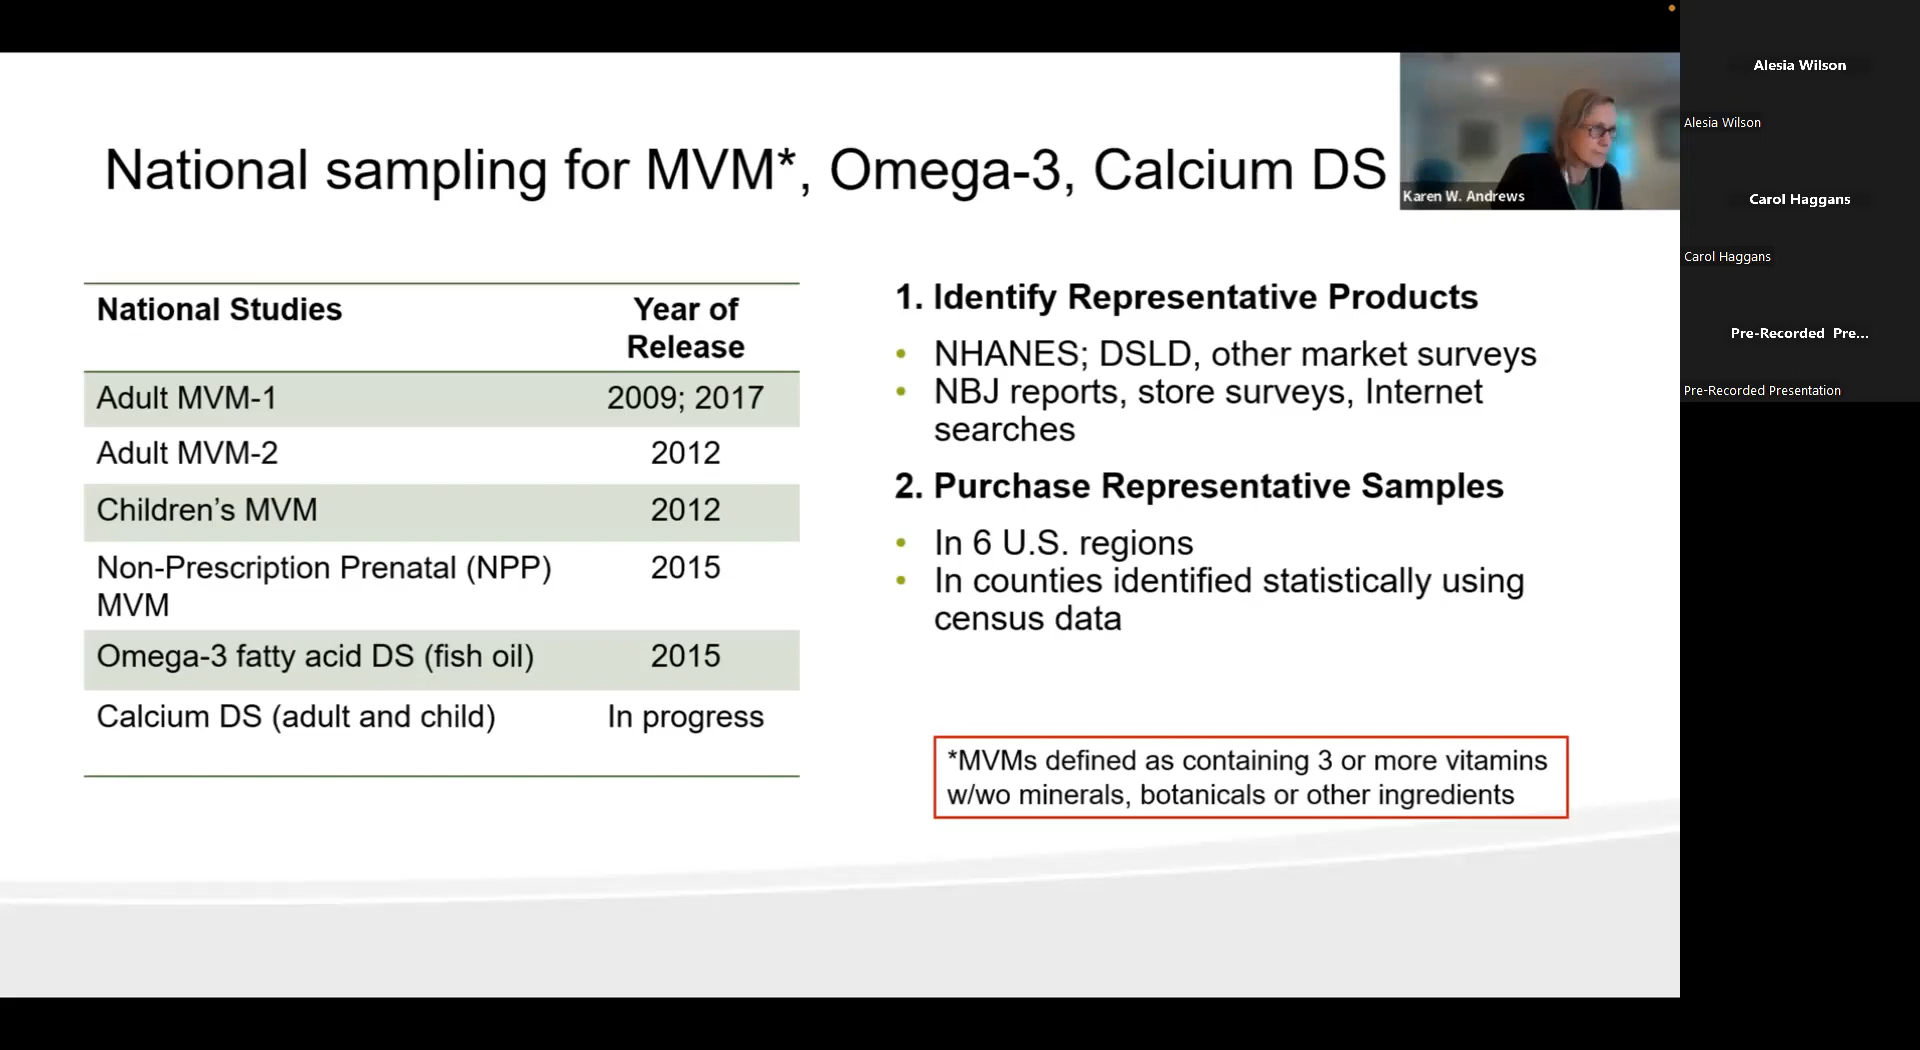 National sampling for MVM*, Omega-3, Calcium DS
Karen W. Andrews
National Studies
Year of
Release
Adult MVM-1
2009; 2017
Adult MVM-2
2012
Children’s MVM
2012
Non-Prescription Prenatal (NPP)
MVM
2015
Omega-3 fatty acid DS (fish oil)
2015
Calcium DS (adult and child)
In progress
1. Identify Representative Products
• NHANES; DSLD, other market surveys
• NBJ reports, store surveys, Internet
searches
2. Purchase Representative Samples
• In 6 U.S. regions
• In counties identified statistically using
census data
*MVMs defined as containing 3 or more vitamins
w/wo minerals, botanicals or other ingredients
Alesia Wilson
Alesia Wilson
Carol Haggans
Carol Haggans
Pre-Recorded Pre...
Pre-Recorded Presentation